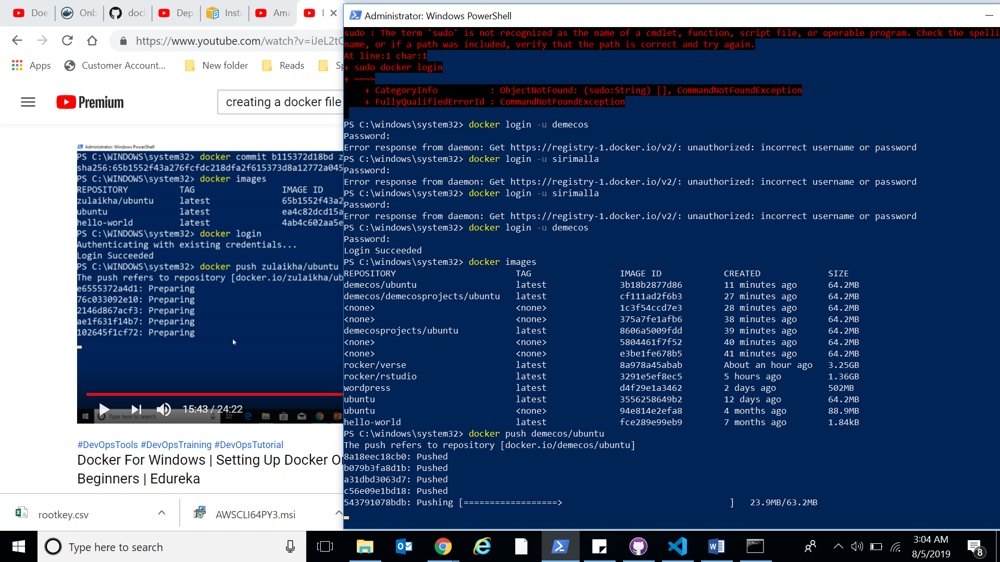 Doe
Onb
doc
Dep
Insta
Ama
https://www.youtube.com/watch?v=iJeL2tC
Apps
Customer Account...
New folder
Reads
Premium
creating a docker file
Administrator: Windows PowerShell
PS C:\WINDOWS\system32> docker commit b115372d18bd z
sha256:65b1552f43a276fcfdc218dfa2f615373d8a12772a045
PS C:\WINDOWS\system32> docker images
REPOSITORY TAG IMAGE ID
zulaikha/ubuntu latest 65b1552f43a2
ubuntu latest ea4c82dcd15a
hello-world latest 4ab4c602aa5e
PS C:\WINDOWS\system32> docker login
Authenticating with existing credentials...
Login Succeeded
PS C:\WINDOWS\system32> docker push zulaikha/ubuntu
The push refers to repository [docker.io/zulaikha/ub
e6555372a4d1: Preparing
76c033092e10: Preparing
2146d867acf3: Preparing
ae1f631f14b7: Preparing
102645f1cf72: Preparing
15:43 / 24:22
Type here to search
#DevOpsTools #DevOpsTraining #DevOpsTutorial
Docker For Windows | Setting Up Docker O
Beginners | Edureka
rootkey.csv
AWSCLI64PY3.msi
Administrator: Windows PowerShell
sudo : The term 'sudo' is not recognized as the name of a cmdlet, function, script file, or operable program. Check the spelli
name, or if a path was included, verify that the path is correct and try again.
At line:1 char:1
+ sudo docker login
+ ~~~~
+ CategoryInfo : ObjectNotFound: (sudo:String) [], CommandNotFoundException
+ FullyQualifiedErrorId : CommandNotFoundException
PS C:\windows\system32> docker login -u demecos
Password:
Error response from daemon: Get https://registry-1.docker.io/v2/: unauthorized: incorrect username or password
PS C:\windows\system32> docker login -u sirimalla
Password:
Error response from daemon: Get https://registry-1.docker.io/v2/: unauthorized: incorrect username or password
PS C:\windows\system32> docker login -u sirimalla
Password:
Error response from daemon: Get https://registry-1.docker.io/v2/: unauthorized: incorrect username or password
PS C:\windows\system32> docker login -u demecos
Password:
Login Succeeded
PS C:\windows\system32> docker images
REPOSITORY TAG IMAGE ID CREATED SIZE
demecos/ubuntu latest 3b18b2877d86 11 minutes ago 64.2MB
demecos/demecosprojects/ubuntu latest cf111ad2f6b3 27 minutes ago 64.2MB
<none> <none> 1c3f54ccd7e3 28 minutes ago 64.2MB
<none> <none> 375a7fe1afb6 38 minutes ago 64.2MB
demecosprojects/ubuntu latest 8606a5009fdd 39 minutes ago 64.2MB
<none> <none> 5804461f7f52 40 minutes ago 64.2MB
<none> <none> e3be1fe678b5 41 minutes ago 64.2MB
rocker/verse latest 8a978a45abab About an hour ago 3.25GB
rocker/rstudio latest 3291e5ef8ec5 5 hours ago 1.36GB
wordpress latest d4f29e1a3462 2 days ago 502MB
ubuntu latest 3556258649b2 12 days ago 64.2MB
ubuntu <none> 94e814e2efa8 4 months ago 88.9MB
hello-world latest fce289e99eb9 7 months ago 1.84kB
PS C:\windows\system32> docker push demecos/ubuntu
The push refers to repository [docker.io/demecos/ubuntu]
8a18eec18cb0: Pushed
b079b3fa8d1b: Pushed
a31dbd3063d7: Pushed
c56e09e1bd18: Pushed
543791078bdb: Pushing [==================> ] 23.9MB/63.2MB
Type here to search
3:04 AM
8/5/2019
8